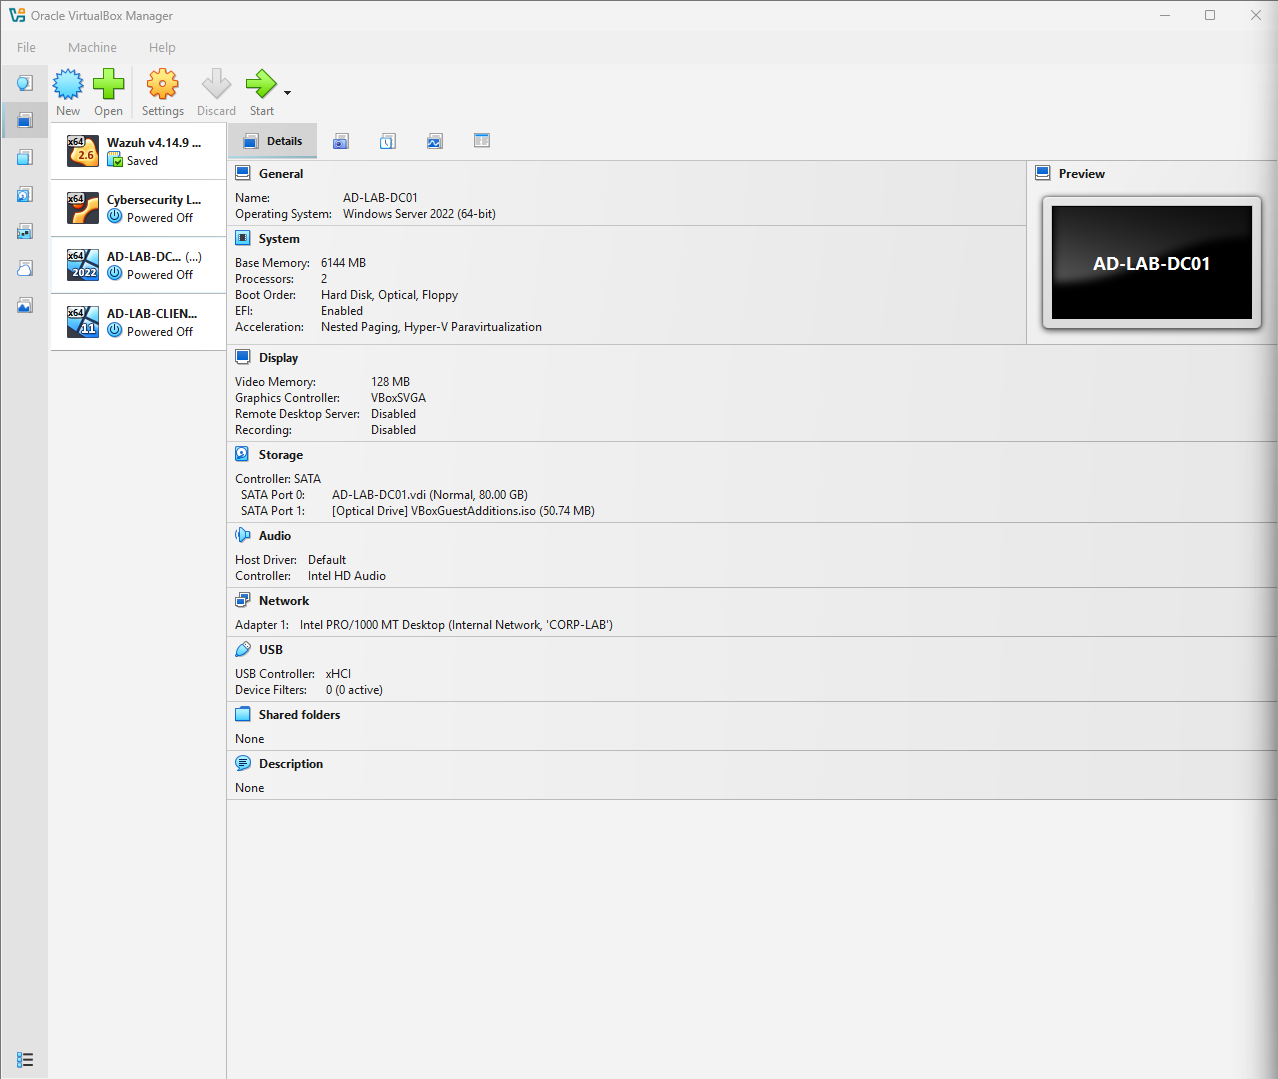 Oracle VirtualBox Manager
File Machine Help
New Open Settings Discard Start
x64 2.6 Wazuh v4.14.9 ...
Saved
x64 Cybersecurity L...
Powered Off
x64 2022 AD-LAB-DC... (...)
Powered Off
x64 11 AD-LAB-CLIEN...
Powered Off
Details
General
Name: AD-LAB-DC01
Operating System: Windows Server 2022 (64-bit)
Preview
AD-LAB-DC01
System
Base Memory: 6144 MB
Processors: 2
Boot Order: Hard Disk, Optical, Floppy
EFI: Enabled
Acceleration: Nested Paging, Hyper-V Paravirtualization
Display
Video Memory: 128 MB
Graphics Controller: VBoxSVGA
Remote Desktop Server: Disabled
Recording: Disabled
Storage
Controller: SATA
SATA Port 0: AD-LAB-DC01.vdi (Normal, 80.00 GB)
SATA Port 1: [Optical Drive] VBoxGuestAdditions.iso (50.74 MB)
Audio
Host Driver: Default
Controller: Intel HD Audio
Network
Adapter 1: Intel PRO/1000 MT Desktop (Internal Network, 'CORP-LAB')
USB
USB Controller: xHCI
Device Filters: 0 (0 active)
Shared folders
None
Description
None